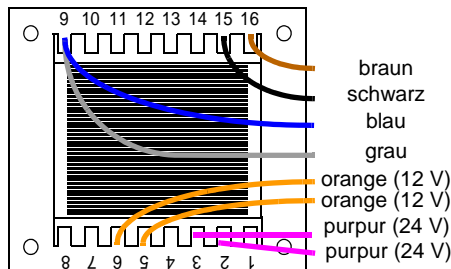 9 10 11 12 13 14 15 16
braun
schwarz
blau
grau
orange (12 V)
orange (12 V)
purpur (24 V)
purpur (24 V)
8 7 6 5 4 3 2 1